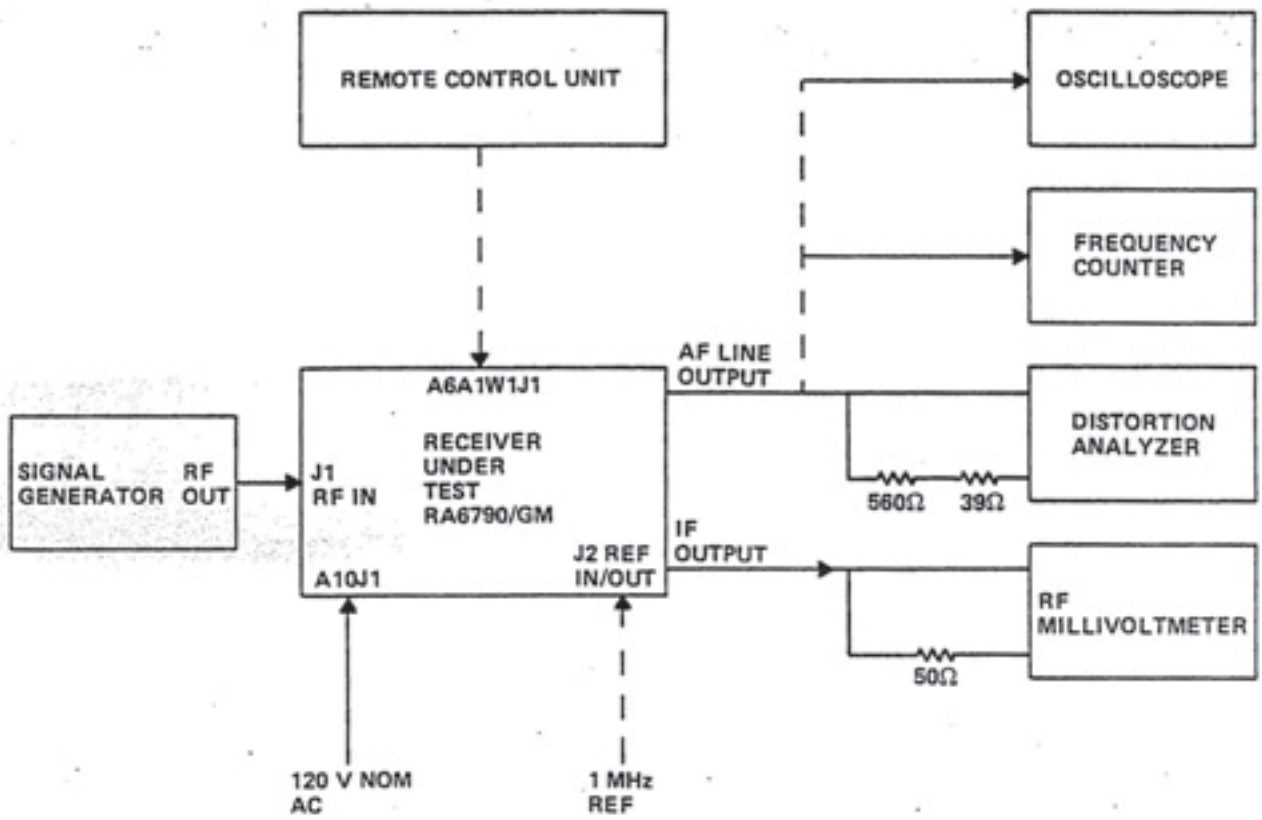 REMOTE CONTROL UNIT
OSCILLOSCOPE
FREQUENCY
COUNTER
AF LINE
OUTPUT
A6A1W1J1
DISTORTION
ANALYZER
560Ω 39Ω
SIGNAL
GENERATOR
RF
OUT
J1
RF IN
RECEIVER
UNDER
TEST
RA6790/GM
J2 REF
IN/OUT
A10J1
IF
OUTPUT
RF
MILLIVOLTMETER
50Ω
120 V NOM
AC
1 MHz
REF